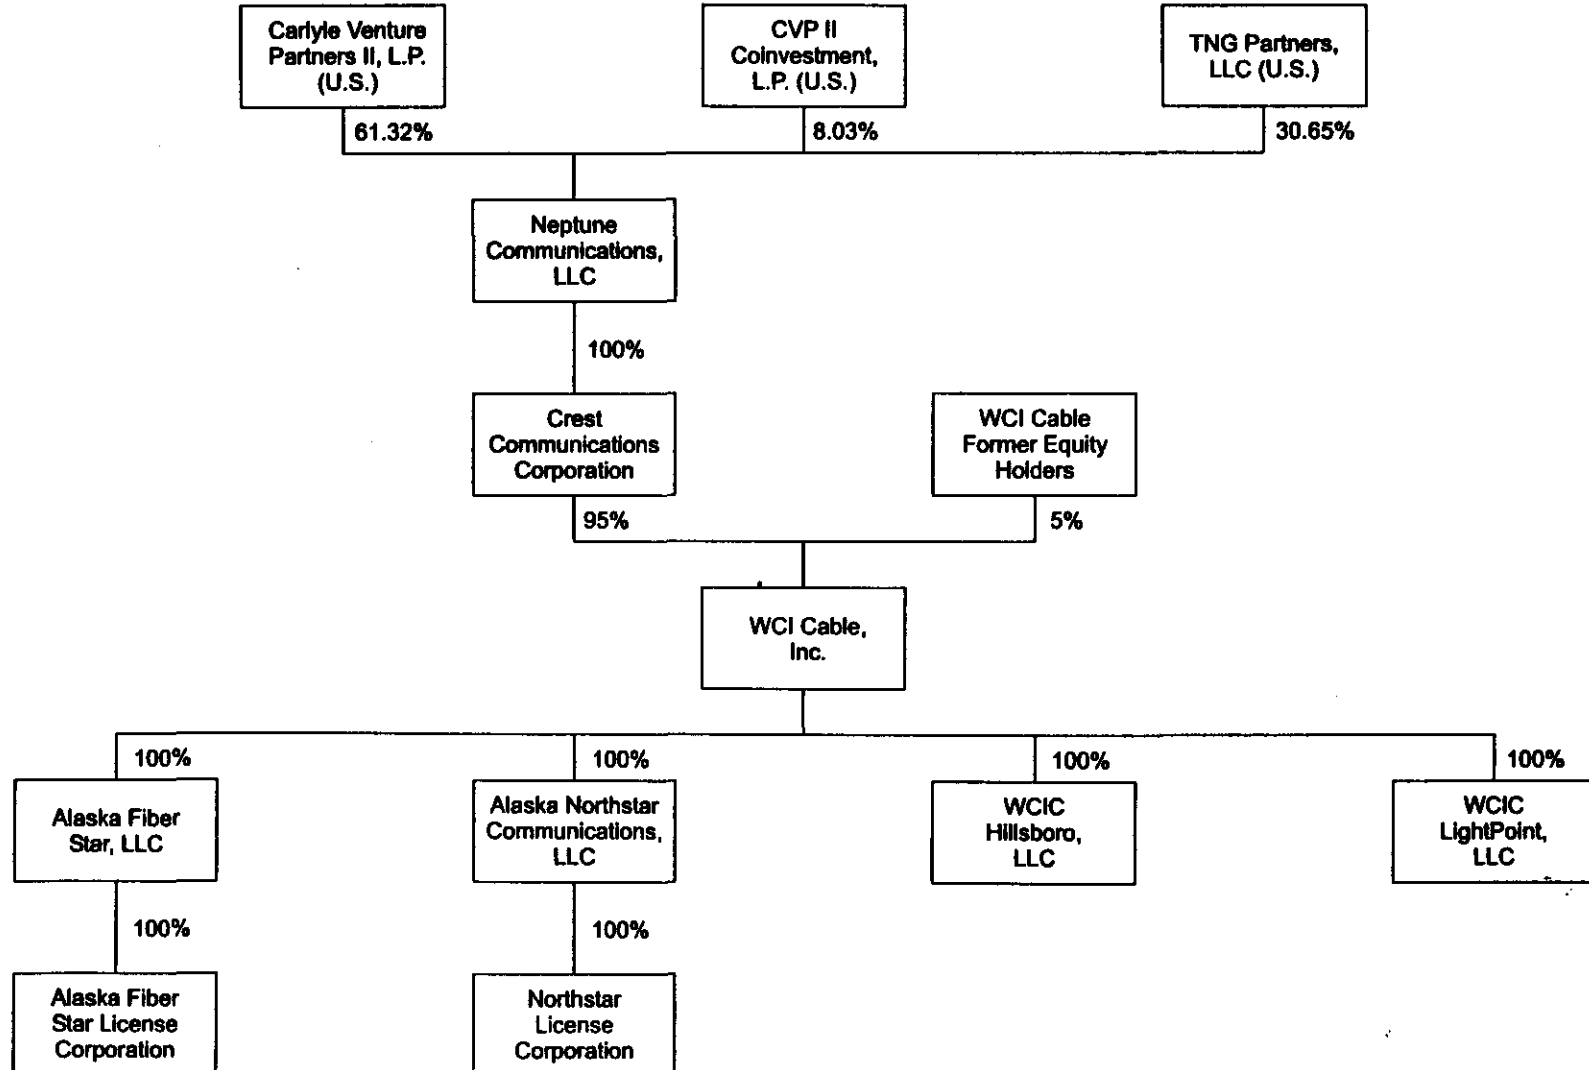 Carlyle Venture
Partners II, L.P.
(U.S.)
CVP II
Coinvestment,
L.P. (U.S.)
TNG Partners,
LLC (U.S.)
61.32%
8.03%
30.65%
Neptune
Communications,
LLC
100%
Crest
Communications
Corporation
WCI Cable
Former Equity
Holders
95%
5%
WCI Cable,
Inc.
100%
100%
100%
100%
Alaska Fiber
Star, LLC
Alaska Northstar
Communications,
LLC
WCIC
Hillsboro,
LLC
WCIC
LightPoint,
LLC
100%
100%
Alaska Fiber
Star License
Corporation
Northstar
License
Corporation